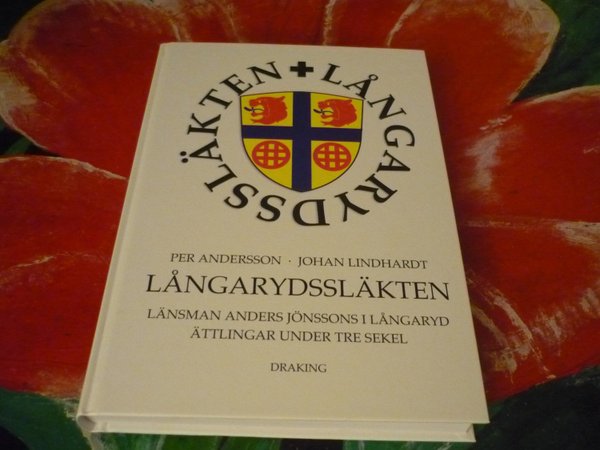 LÅNGARYDSSLÄKTEN
PER ANDERSSON · JOHAN LINDHARDT
LÅNGARYDSSLÄKTEN
LÄNSMAN ANDERS JÖNSSONS I LÅNGARYD
ÄTTLINGAR UNDER TRE SEKEL
DRAKING